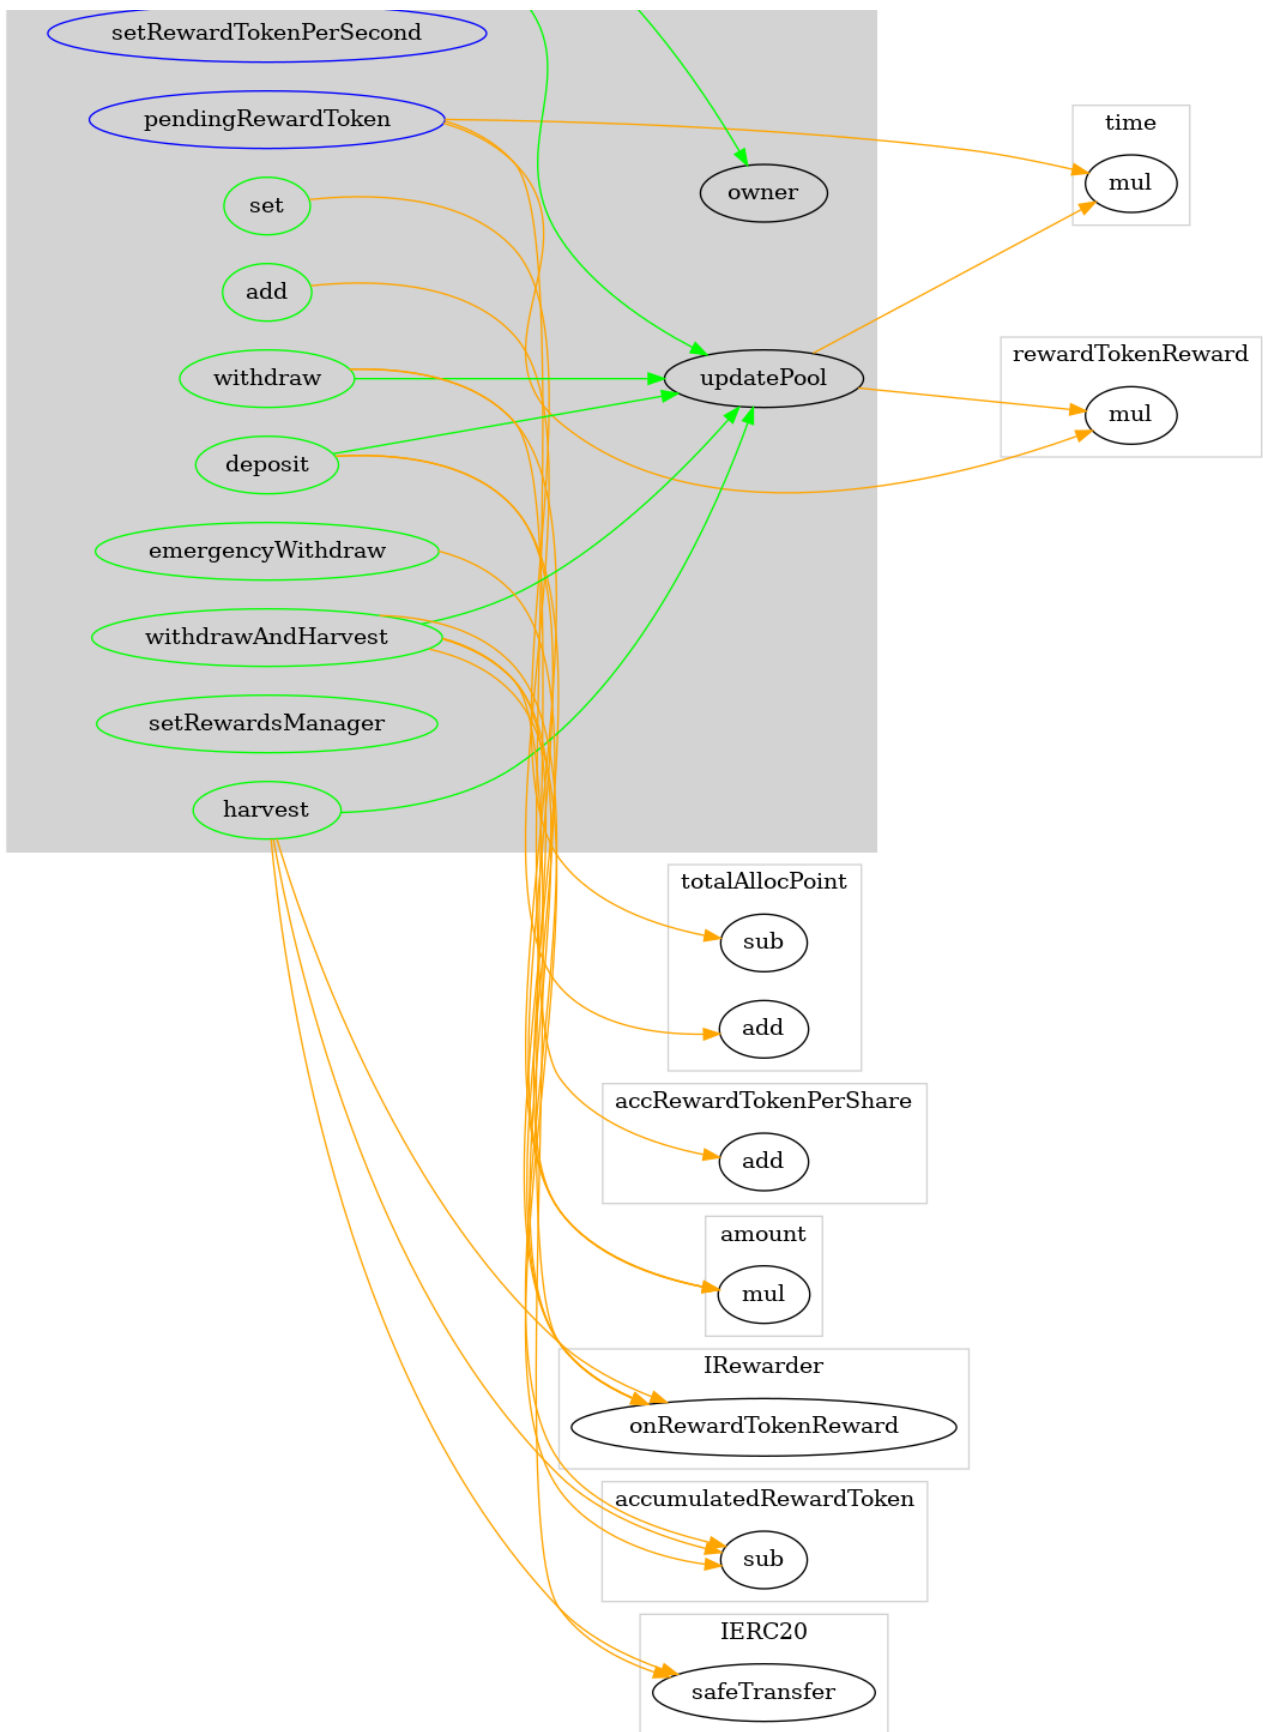 setRewardTokenPerSecond
pendingRewardToken
time
mul
set
owner
add
rewardTokenReward
withdraw
updatePool
mul
deposit
emergencyWithdraw
withdrawAndHarvest
setRewardsManager
harvest
totalAllocPoint
sub
add
accRewardTokenPerShare
add
amount
mul
IRewarder
onRewardTokenReward
accumulatedRewardToken
sub
IERC20
safeTransfer